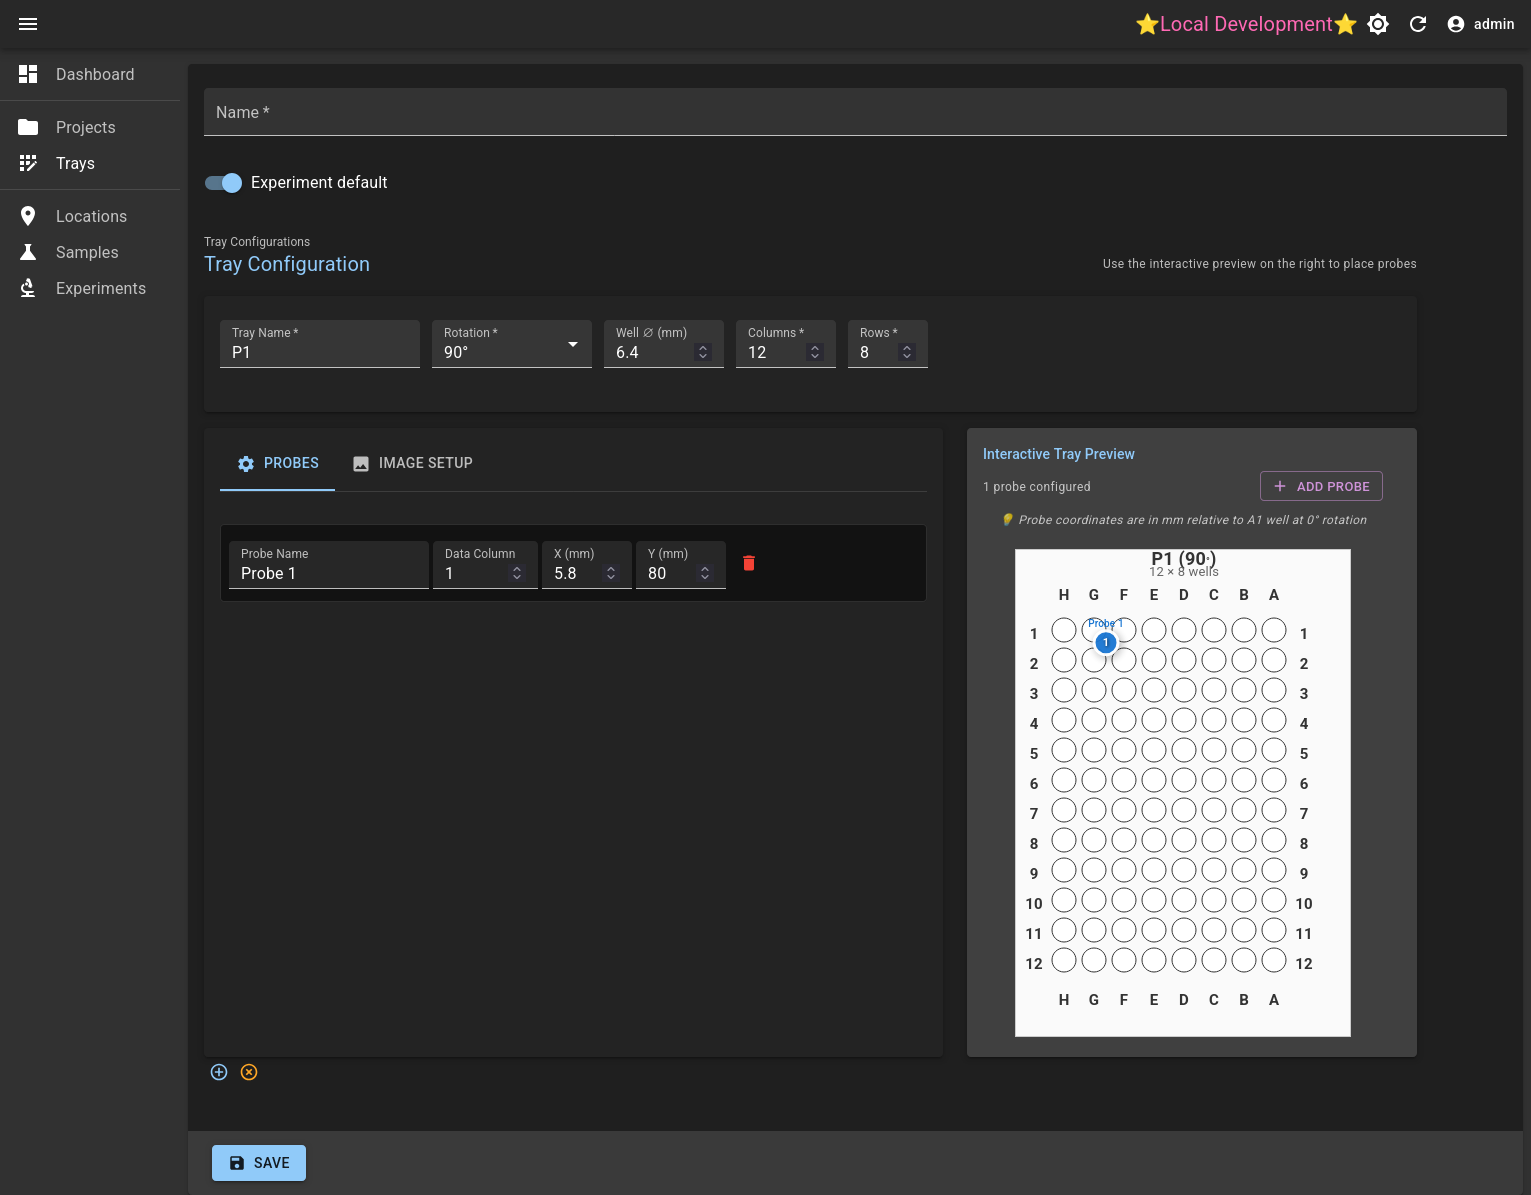 ⭐Local Development⭐
admin
Dashboard
Projects
Trays
Locations
Samples
Experiments
Name *
Experiment default
Tray Configurations
Tray Configuration
Use the interactive preview on the right to place probes
Tray Name *
P1
Rotation *
90°
Well ∅ (mm)
6.4
Columns *
12
Rows *
8
PROBES
IMAGE SETUP
Probe Name
Probe 1
Data Column
1
X (mm)
5.8
Y (mm)
80
Interactive Tray Preview
1 probe configured
ADD PROBE
💡 Probe coordinates are in mm relative to A1 well at 0° rotation
P1 (90°)
12 × 8 wells
H G F E D C B A
Probe 1
1
1 1
2 2
3 3
4 4
5 5
6 6
7 7
8 8
9 9
10 10
11 11
12 12
H G F E D C B A
SAVE